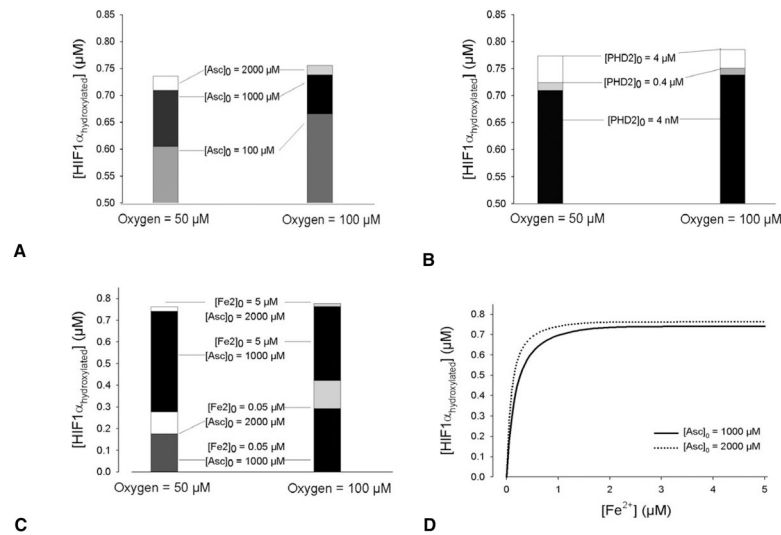 [HIF1αhydroxylated] (µM)
0.80
0.75
0.70
0.65
0.60
0.55
0.50
[Asc]0 = 2000 µM
[Asc]0 = 1000 µM
[Asc]0 = 100 µM
Oxygen = 50 µM
Oxygen = 100 µM
A
[HIF1αhydroxylated] (µM)
0.80
0.75
0.70
0.65
0.60
0.55
0.50
[PHD2]0 = 4 µM
[PHD2]0 = 0.4 µM
[PHD2]0 = 4 nM
Oxygen = 50 µM
Oxygen = 100 µM
B
[HIF1αhydroxylated] (µM)
0.8
0.7
0.6
0.5
0.4
0.3
0.2
0.1
0.0
[Fe2]0 = 5 µM
[Asc]0 = 2000 µM
[Fe2]0 = 5 µM
[Asc]0 = 1000 µM
[Fe2]0 = 0.05 µM
[Asc]0 = 2000 µM
[Fe2]0 = 0.05 µM
[Asc]0 = 1000 µM
Oxygen = 50 µM
Oxygen = 100 µM
C
[HIF1αhydroxylated] (µM)
0.8
0.7
0.6
0.5
0.4
0.3
0.2
0.1
0.0
[Asc]0 = 1000 µM
[Asc]0 = 2000 µM
0 1 2 3 4 5
[Fe2+] (µM)
D